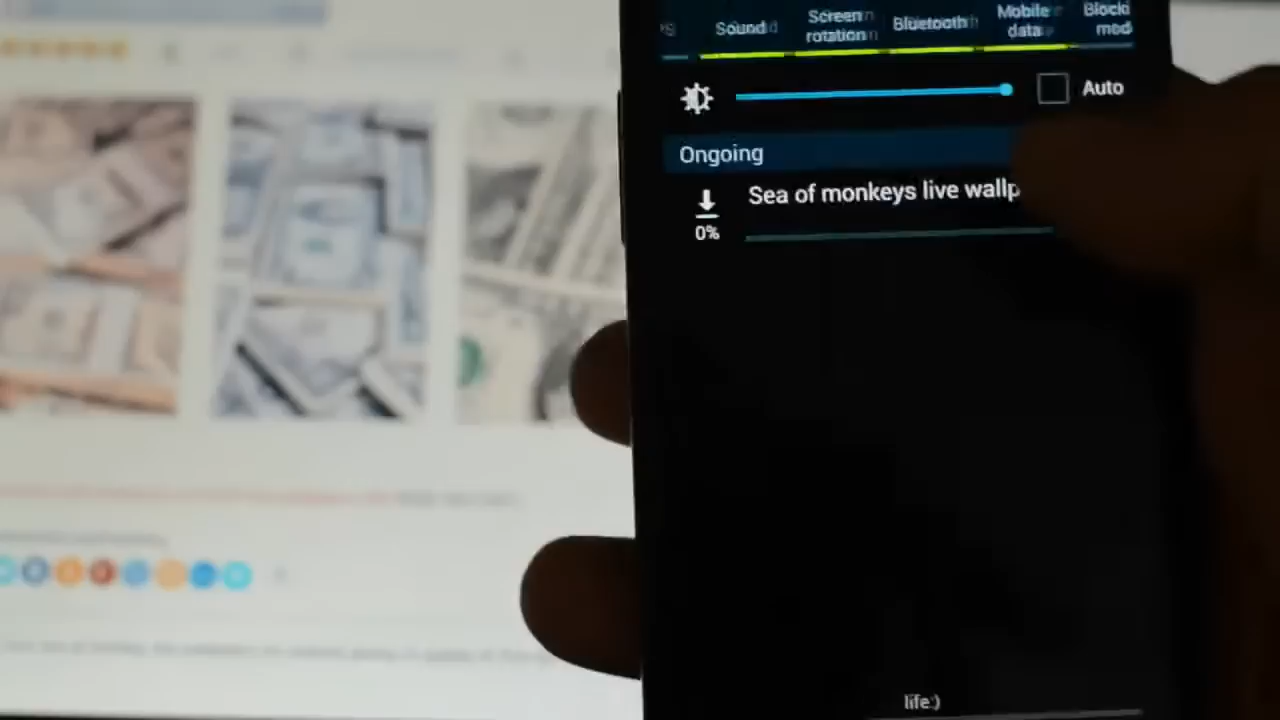 Sound
Screen
rotation
Bluetooth
Mobile
data
Blocki
mod
Auto
Ongoing
Sea of monkeys live wallp
0%
life:)